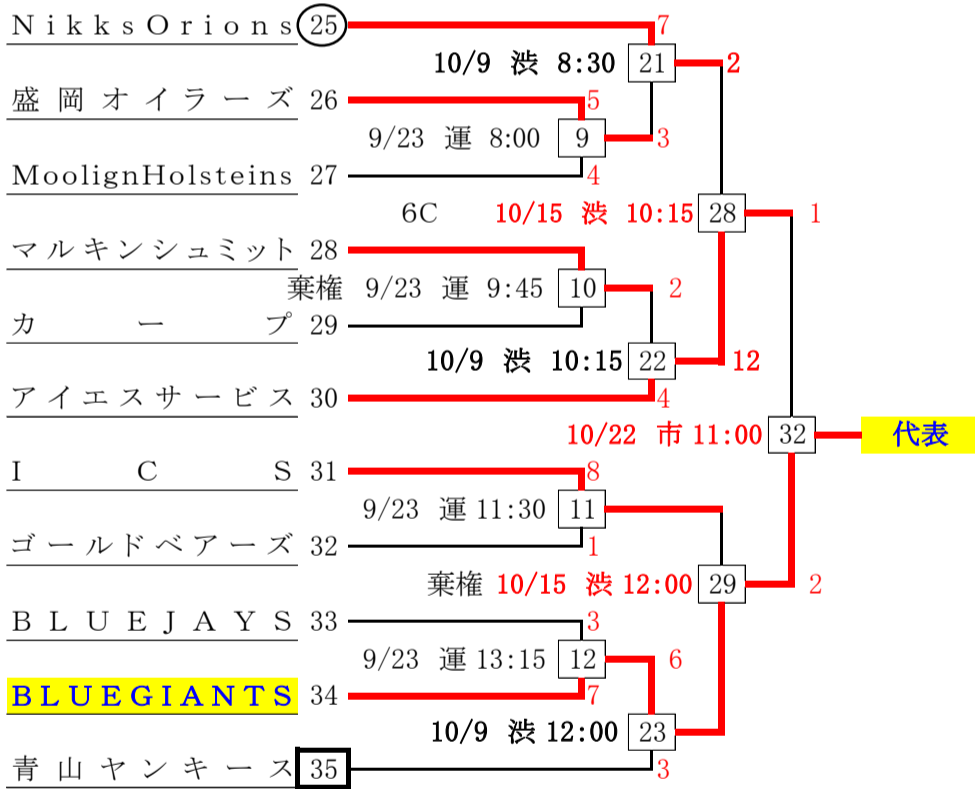 NikksOrions 25 7
10/9 渋 8:30 21 2
盛岡オイラーズ 26 5
9/23 運 8:00 9 3
MoolignHolsteins 27 4
6C 10/15 渋 10:15 28 1
マルキンシュミット 28
棄権 9/23 運 9:45 10 2
カープ 29
10/9 渋 10:15 22 12
アイエスサービス 30 4
10/22 市 11:00 32 代表
ICS 31 8
9/23 運 11:30 11
ゴールドベアーズ 32 1
棄権 10/15 渋 12:00 29 2
BLUEJAYS 33 3
9/23 運 13:15 12 6
BLUEGIANTS 34 7
10/9 渋 12:00 23
青山ヤンキース 35 3